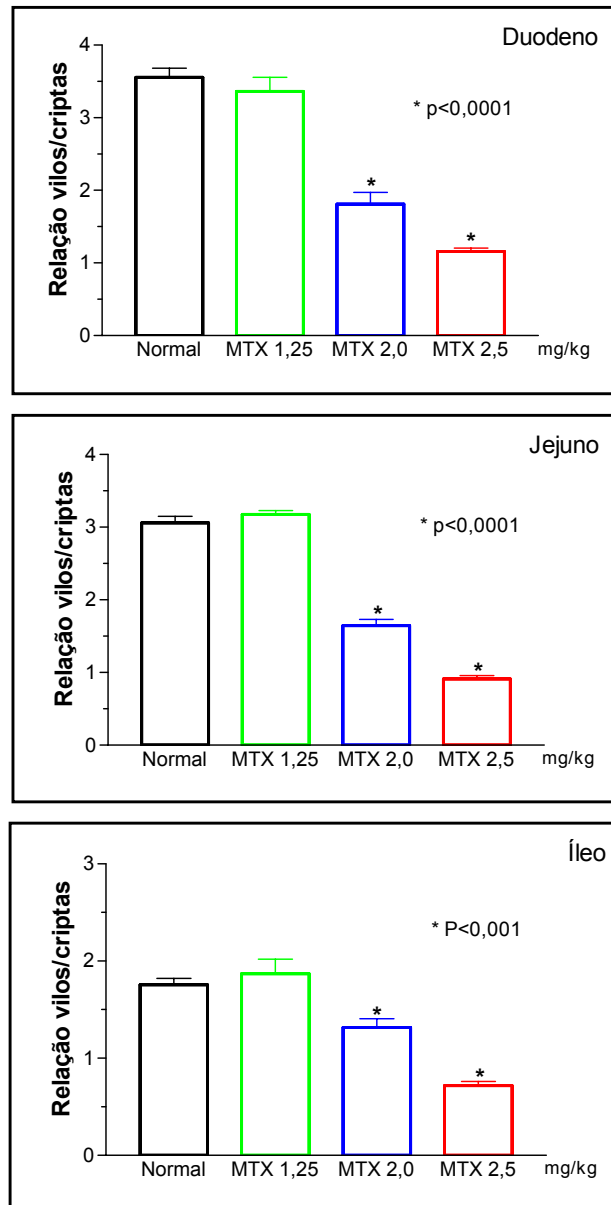 Duodeno
* p<0,0001
Relação vilos/criptas
4
3
2
1
0
*
*
Normal MTX 1,25 MTX 2,0 MTX 2,5 mg/kg
Jejuno
* p<0,0001
Relação vilos/criptas
4
3
2
1
0
*
*
Normal MTX 1,25 MTX 2,0 MTX 2,5 mg/kg
Íleo
* P<0,001
Relação vilos/criptas
3
2
1
0
*
*
Normal MTX 1,25 MTX 2,0 MTX 2,5 mg/kg